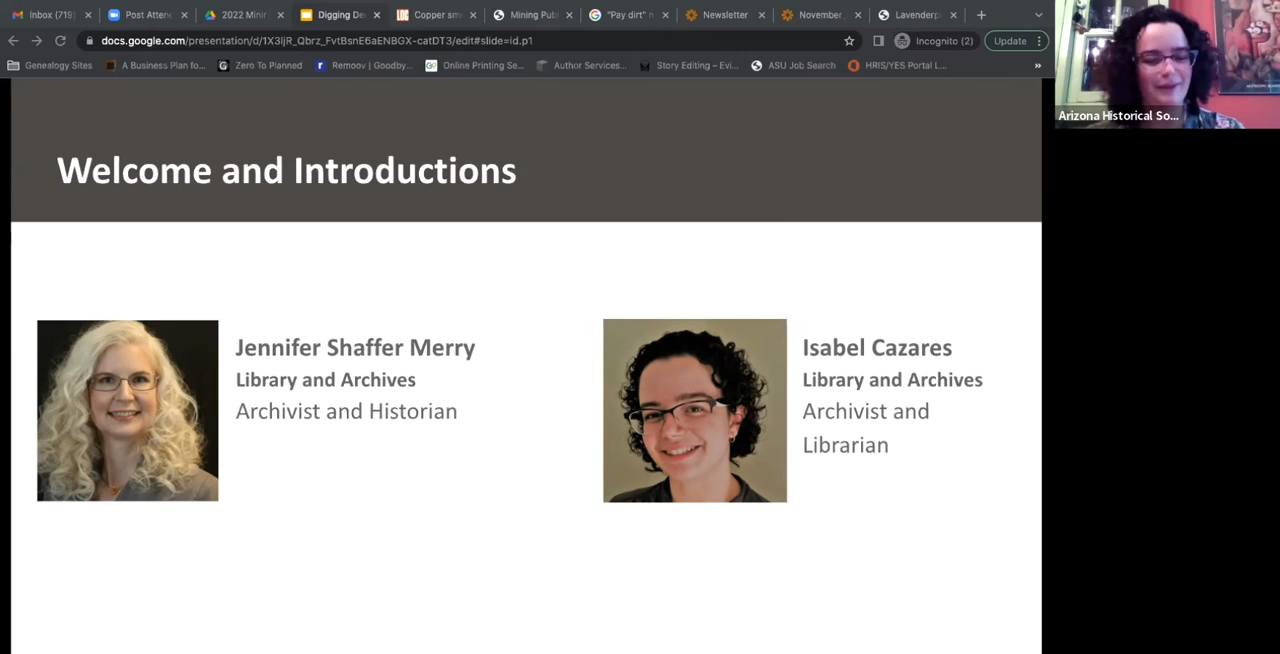 Inbox (719)
Post Atten
2022 Minin
Digging De
Copper sm
Mining Pub
"Pay dirt" n
Newsletter
November
Lavender
docs.google.com/presentation/d/1X3ljR_Qbrz_FvtBsnE6aENBGX-catDT3/edit#slide=id.p1
Incognito (2)
Update
Genealogy Sites
A Business Plan fo...
Zero To Planned
Remoov | Goodby...
Online Printing Se...
Author Services...
Story Editing – Evi...
ASU Job Search
HRIS/YES Portal L...
»
Arizona Historical So...
Welcome and Introductions
Jennifer Shaffer Merry
Library and Archives
Archivist and Historian
Isabel Cazares
Library and Archives
Archivist and
Librarian